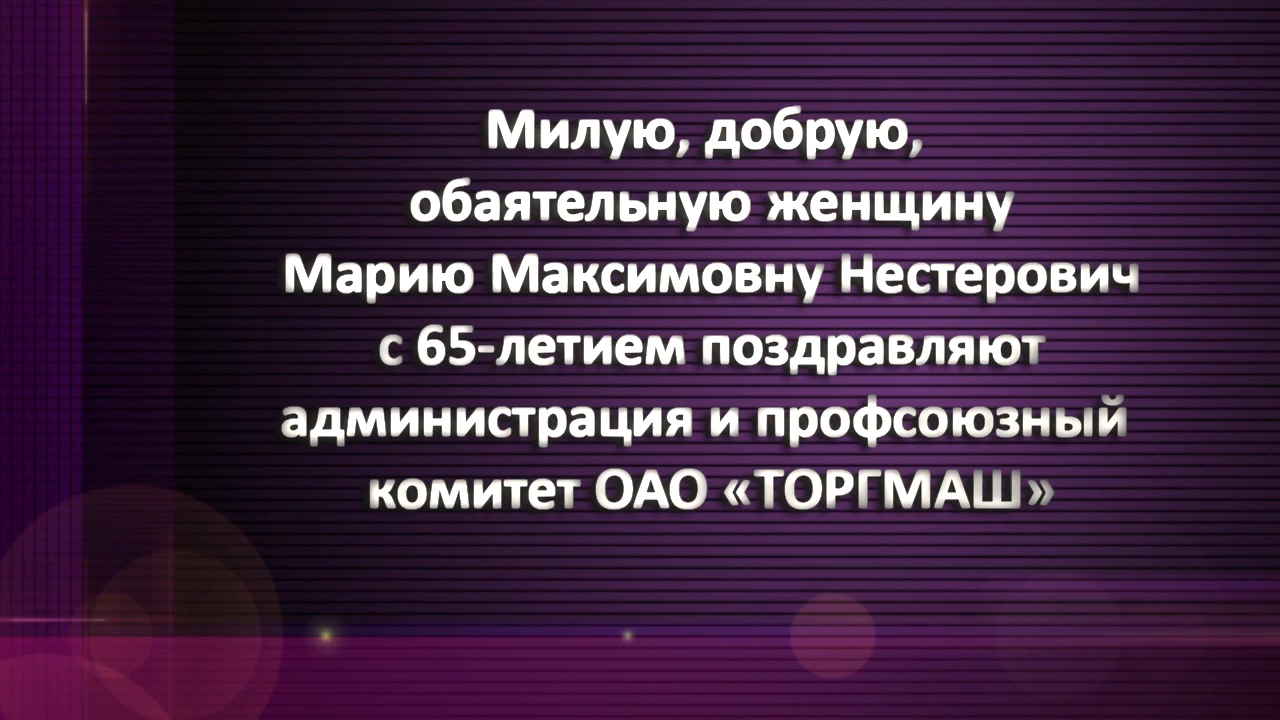 Милую, добрую,
обаятельную женщину
Марию Максимовну Нестерович
с 65-летием поздравляют
администрация и профсоюзный
комитет ОАО «ТОРГМАШ»